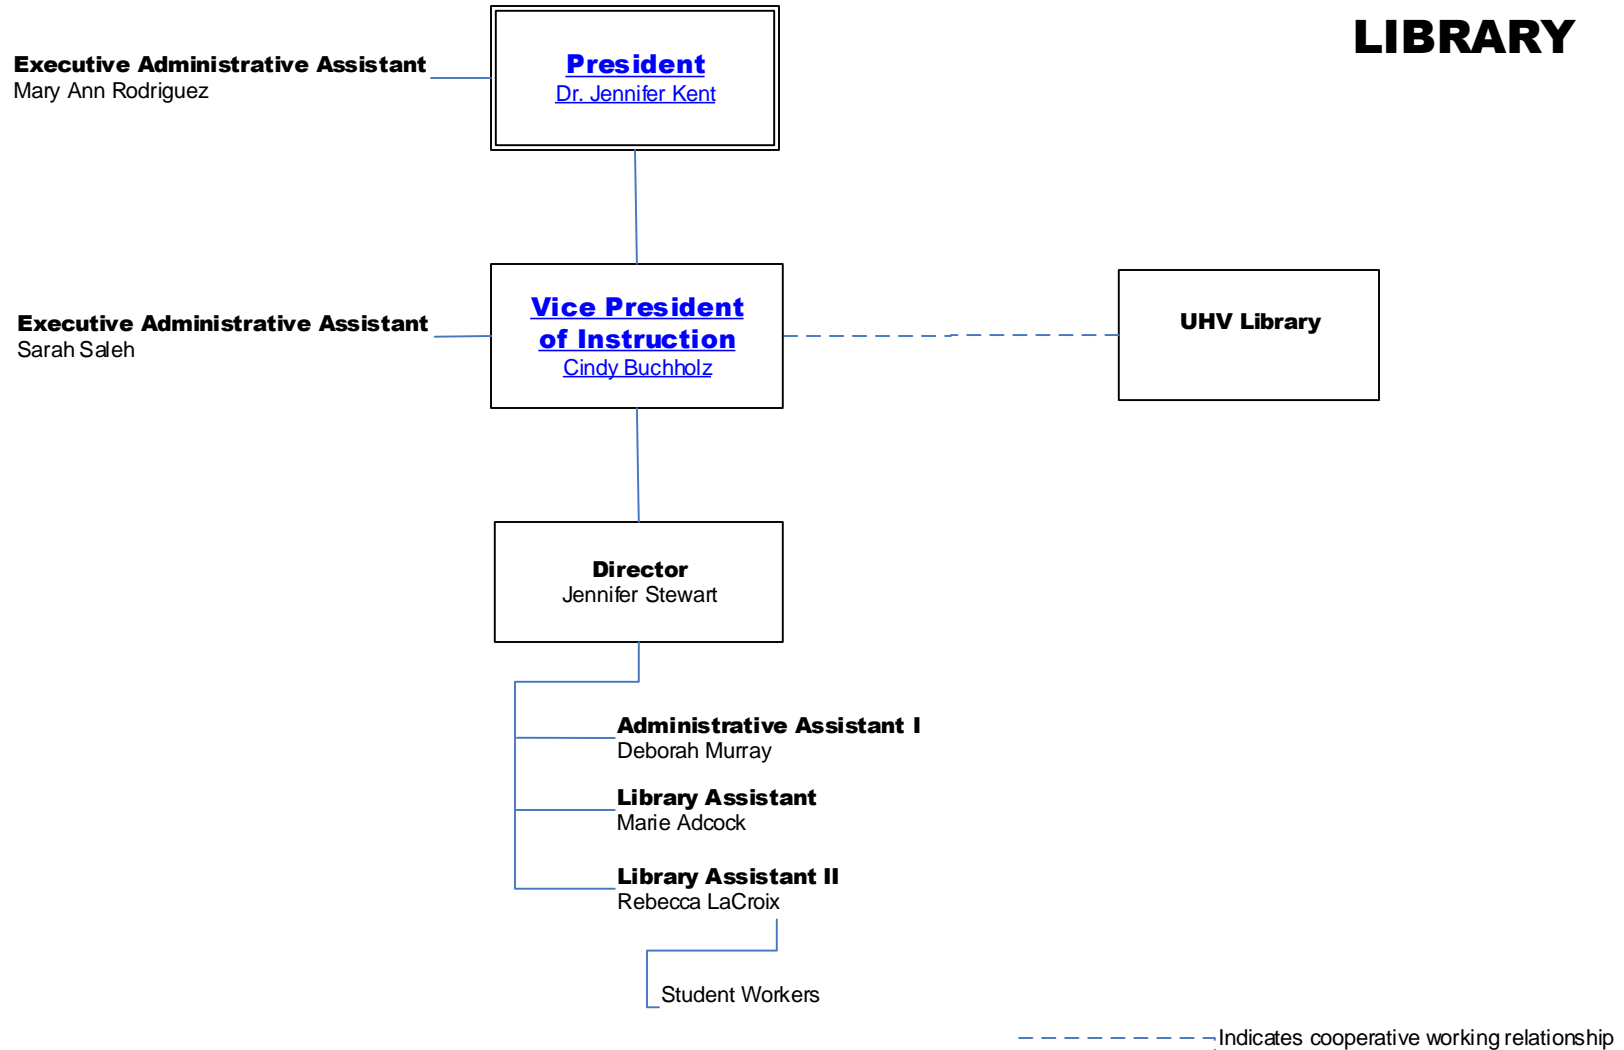 LIBRARY
Executive Administrative Assistant
Mary Ann Rodriguez
President
Dr. Jennifer Kent
Executive Administrative Assistant
Sarah Saleh
Vice President
of Instruction
Cindy Buchholz
UHV Library
Director
Jennifer Stewart
Administrative Assistant I
Deborah Murray
Library Assistant
Marie Adcock
Library Assistant II
Rebecca LaCroix
Student Workers
Indicates cooperative working relationship